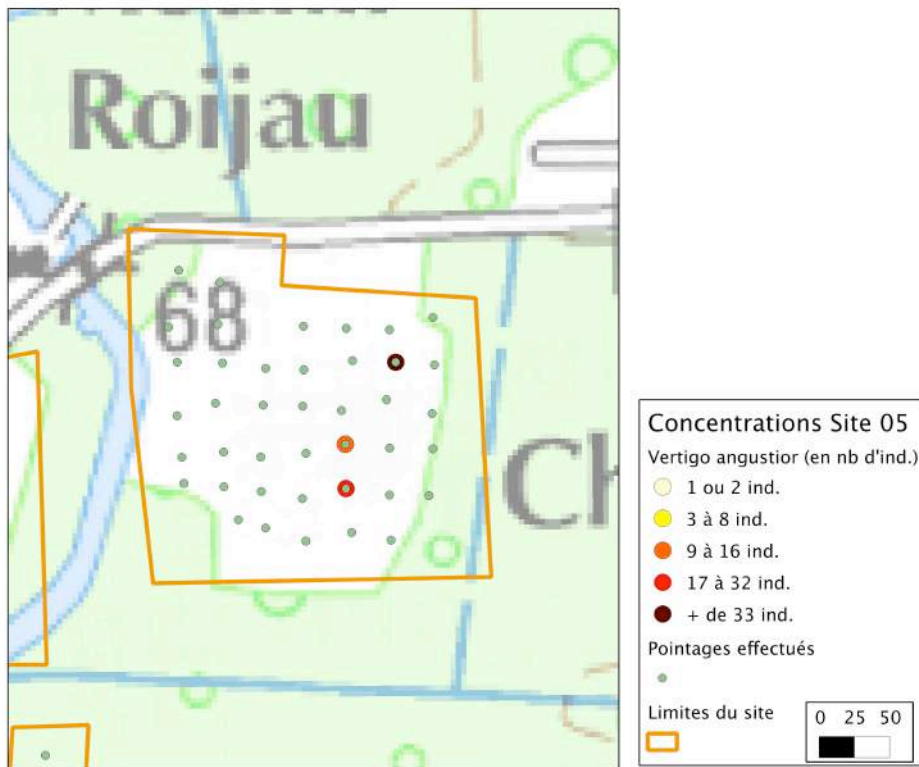 Roijau
68
Ch
Concentrations Site 05
Vertigo angustior (en nb d'ind.)
1 ou 2 ind.
3 à 8 ind.
9 à 16 ind.
17 à 32 ind.
+ de 33 ind.
Pointages effectués
Limites du site
0 25 50